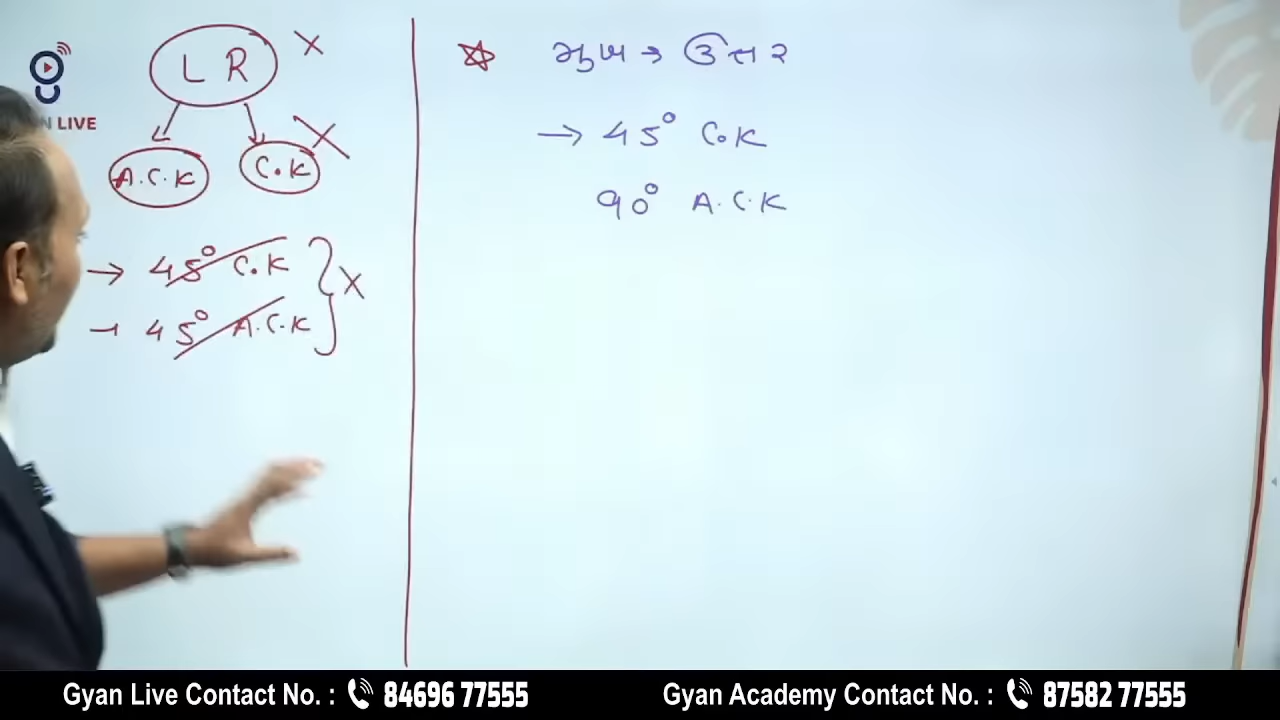 LIVE
L R ×
A.C.K C.K ×
→ 45° C.K
→ 45° A.C.K
×
મુખ → ઉત્તર
→ 45° C.K
90° A.C.K
Gyan Live Contact No. : 84696 77555
Gyan Academy Contact No. : 87582 77555